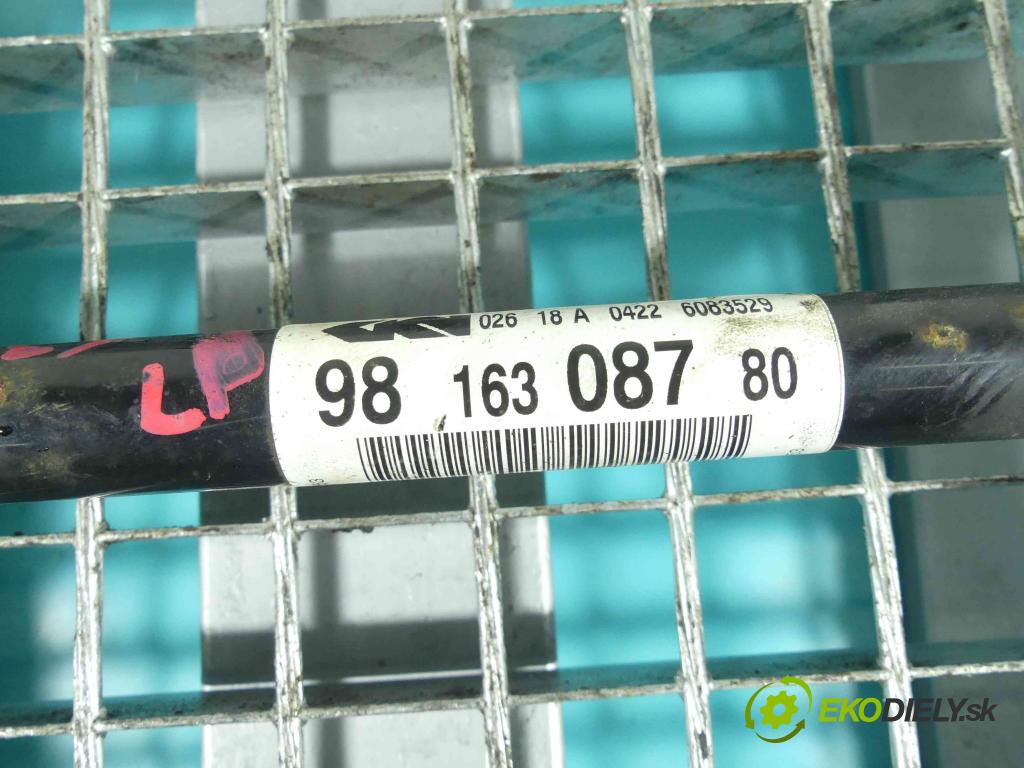 026 18 A 0422 6083529
98 163 087 80
LP
EKODIELY.sk